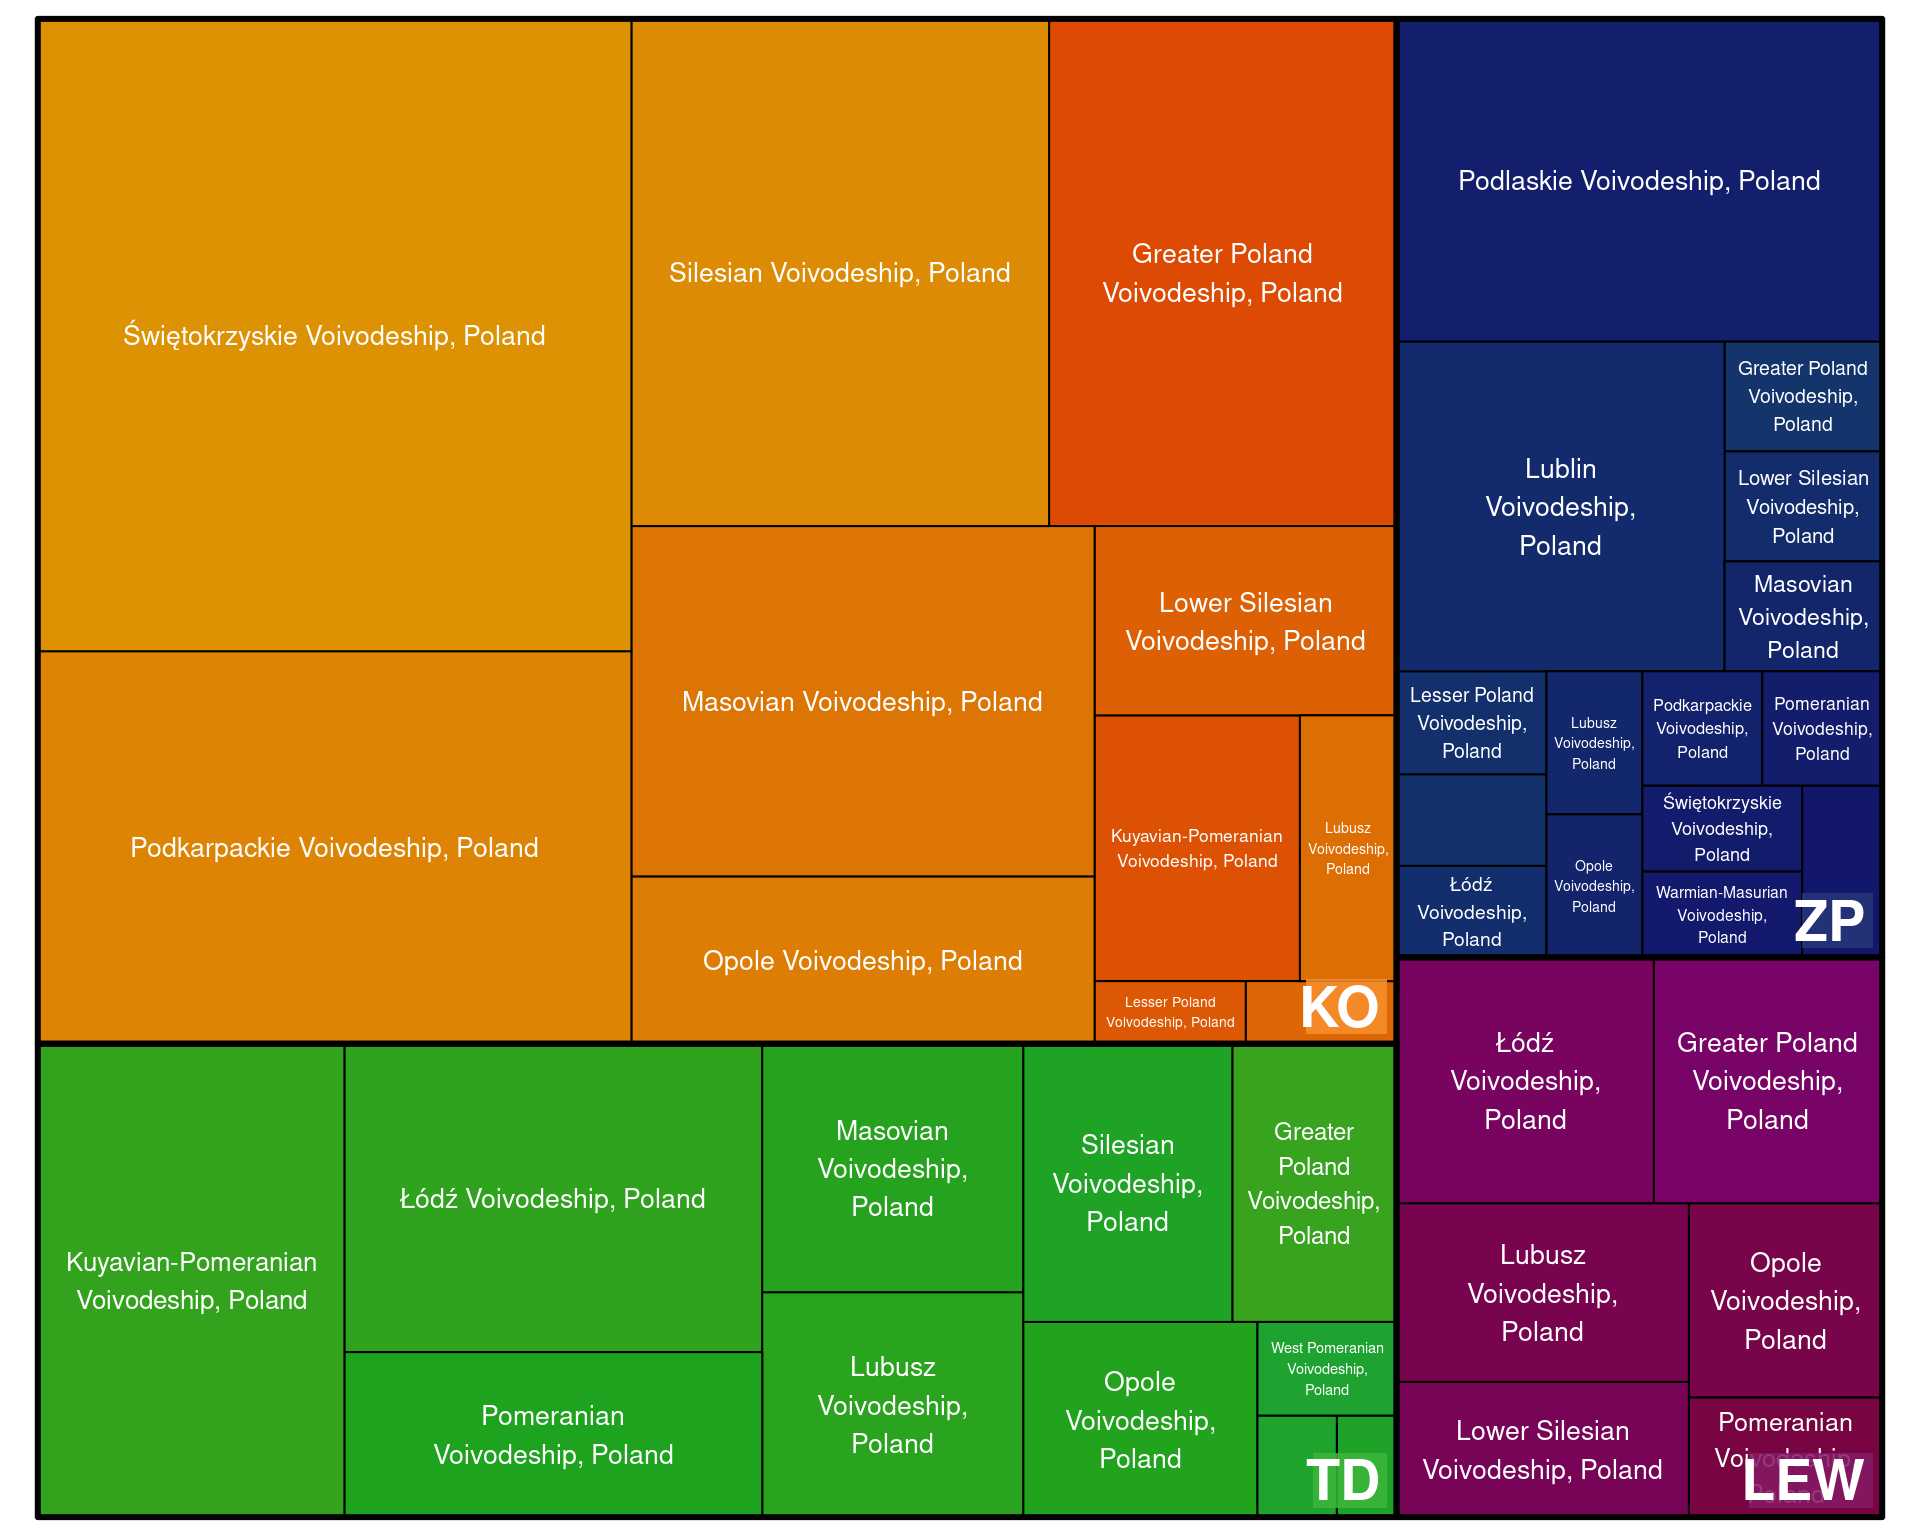 Świętokrzyskie Voivodeship, Poland
Silesian Voivodeship, Poland
Greater Poland
Voivodeship, Poland
Podkarpackie Voivodeship, Poland
Masovian Voivodeship, Poland
Lower Silesian
Voivodeship, Poland
Kuyavian-Pomeranian
Voivodeship, Poland
Lubusz
Voivodeship,
Poland
Opole Voivodeship, Poland
Lesser Poland
Voivodeship, Poland
KO
Podlaskie Voivodeship, Poland
Lublin
Voivodeship,
Poland
Greater Poland
Voivodeship,
Poland
Lower Silesian
Voivodeship,
Poland
Masovian
Voivodeship,
Poland
Lesser Poland
Voivodeship,
Poland
Łódź
Voivodeship,
Poland
Lubusz
Voivodeship,
Poland
Opole
Voivodeship,
Poland
Podkarpackie
Voivodeship,
Poland
Pomeranian
Voivodeship,
Poland
Świętokrzyskie
Voivodeship,
Poland
Warmian-Masurian
Voivodeship,
Poland
ZP
Kuyavian-Pomeranian
Voivodeship, Poland
Łódź Voivodeship, Poland
Pomeranian
Voivodeship, Poland
Masovian
Voivodeship,
Poland
Lubusz
Voivodeship,
Poland
Silesian
Voivodeship,
Poland
Greater
Poland
Voivodeship,
Poland
Opole
Voivodeship,
Poland
West Pomeranian
Voivodeship,
Poland
TD
Łódź
Voivodeship,
Poland
Greater Poland
Voivodeship,
Poland
Lubusz
Voivodeship,
Poland
Opole
Voivodeship,
Poland
Lower Silesian
Voivodeship, Poland
Pomeranian
Voivodeship,
Poland
LEW